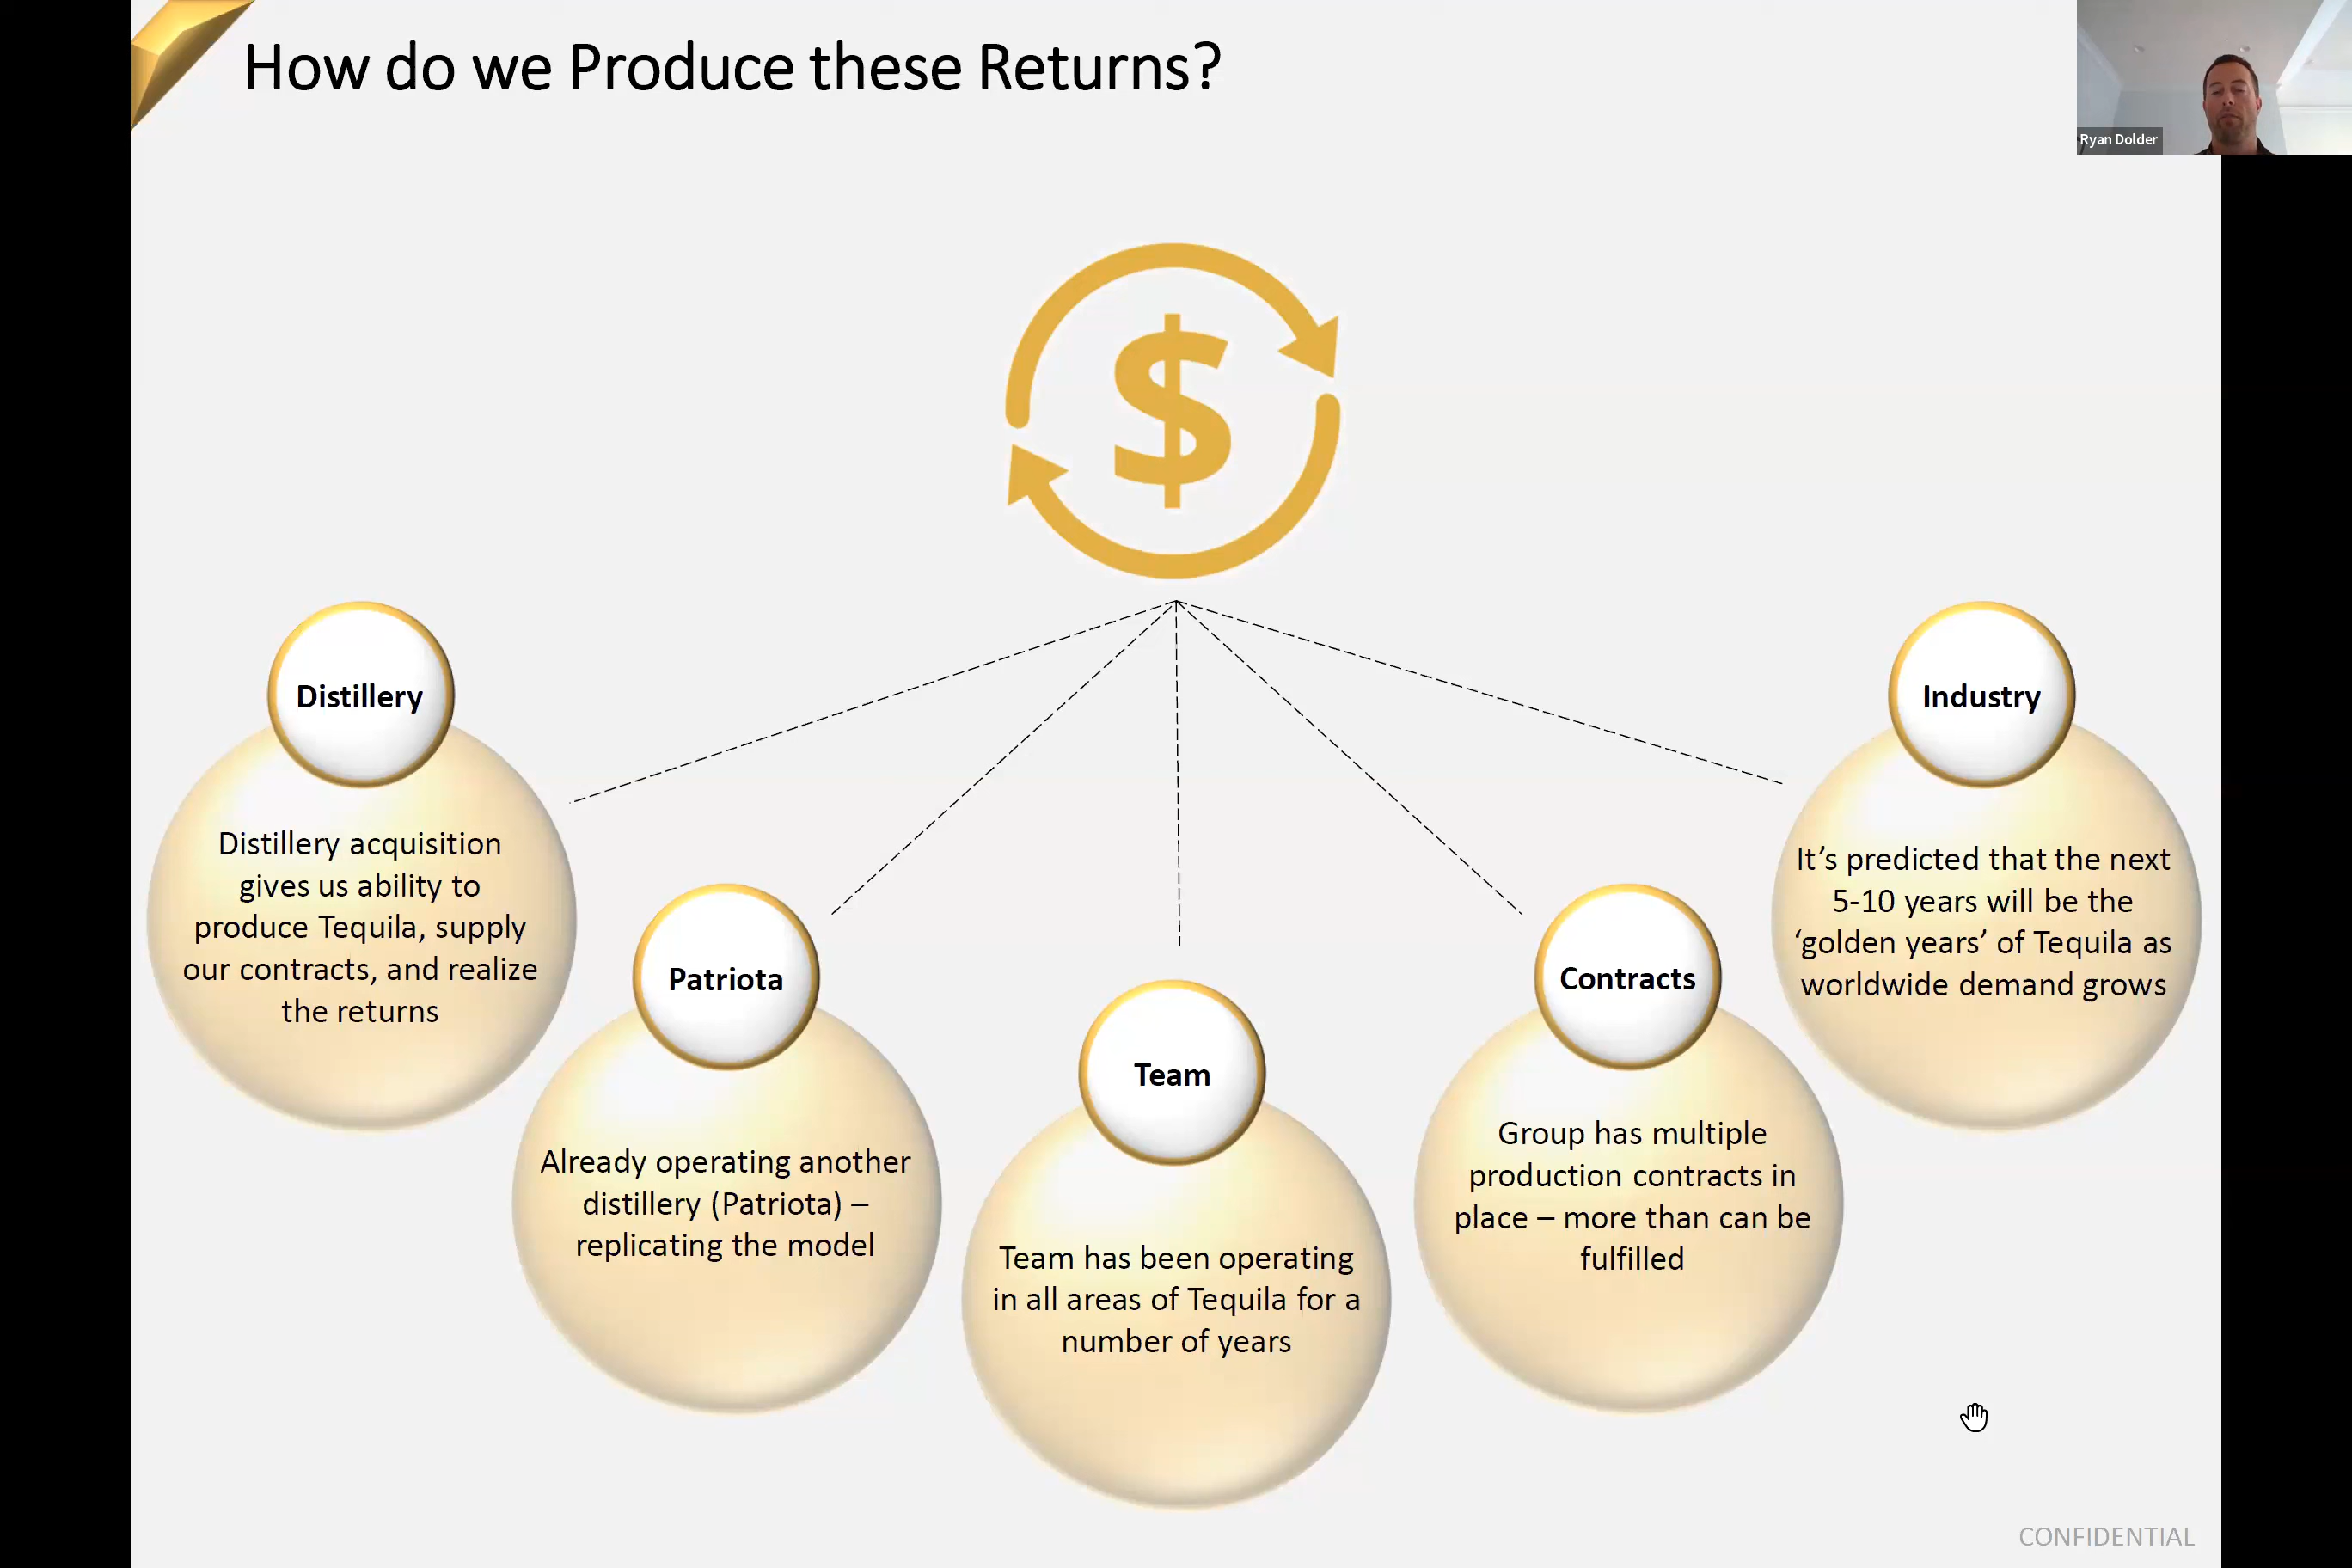 How do we Produce these Returns?
Ryan Dolder
$
Distillery
Distillery acquisition
gives us ability to
produce Tequila, supply
our contracts, and realize
the returns
Patriota
Already operating another
distillery (Patriota) –
replicating the model
Team
Team has been operating
in all areas of Tequila for a
number of years
Contracts
Group has multiple
production contracts in
place – more than can be
fulfilled
Industry
It’s predicted that the next
5-10 years will be the
‘golden years’ of Tequila as
worldwide demand grows
CONFIDENTIAL